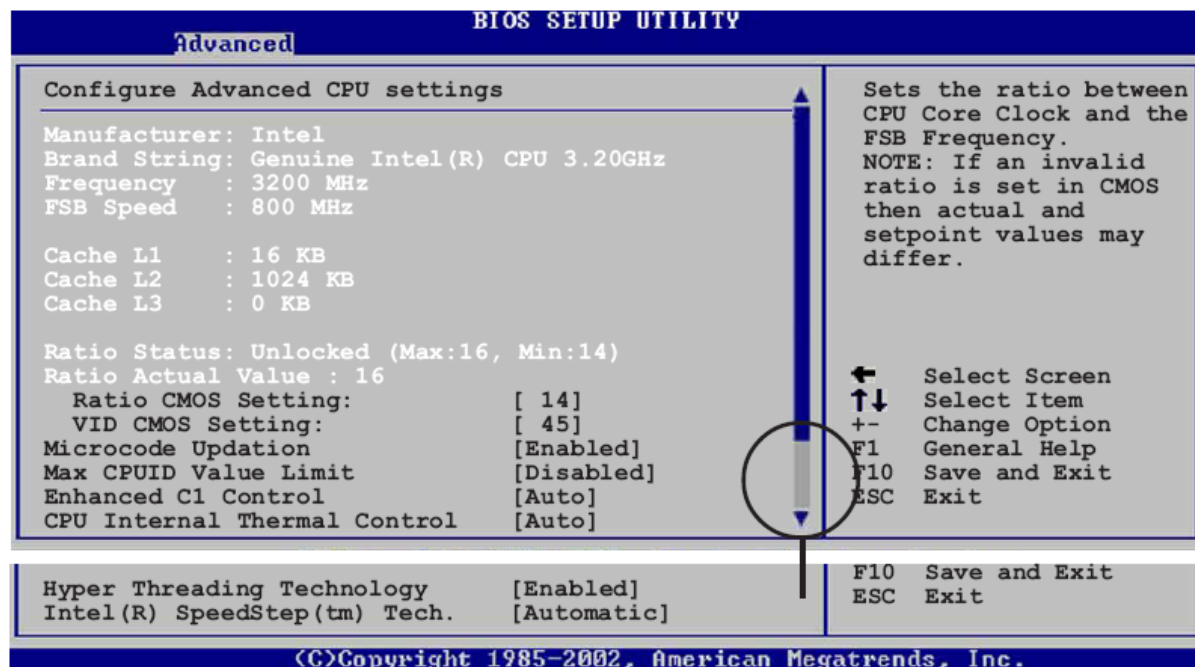 BIOS SETUP UTILITY
Advanced
Configure Advanced CPU settings
Manufacturer: Intel
Brand String: Genuine Intel(R) CPU 3.20GHz
Frequency : 3200 MHz
FSB Speed : 800 MHz
Cache L1 : 16 KB
Cache L2 : 1024 KB
Cache L3 : 0 KB
Ratio Status: Unlocked (Max:16, Min:14)
Ratio Actual Value : 16
Ratio CMOS Setting: [ 14]
VID CMOS Setting: [ 45]
Microcode Updation [Enabled]
Max CPUID Value Limit [Disabled]
Enhanced C1 Control [Auto]
CPU Internal Thermal Control [Auto]
Sets the ratio between
CPU Core Clock and the
FSB Frequency.
NOTE: If an invalid
ratio is set in CMOS
then actual and
setpoint values may
differ.
← Select Screen
↑↓ Select Item
+- Change Option
F1 General Help
F10 Save and Exit
ESC Exit
Hyper Threading Technology [Enabled]
Intel(R) SpeedStep(tm) Tech. [Automatic]
F10 Save and Exit
ESC Exit
(C)Copyright 1985-2002, American Megatrends, Inc.